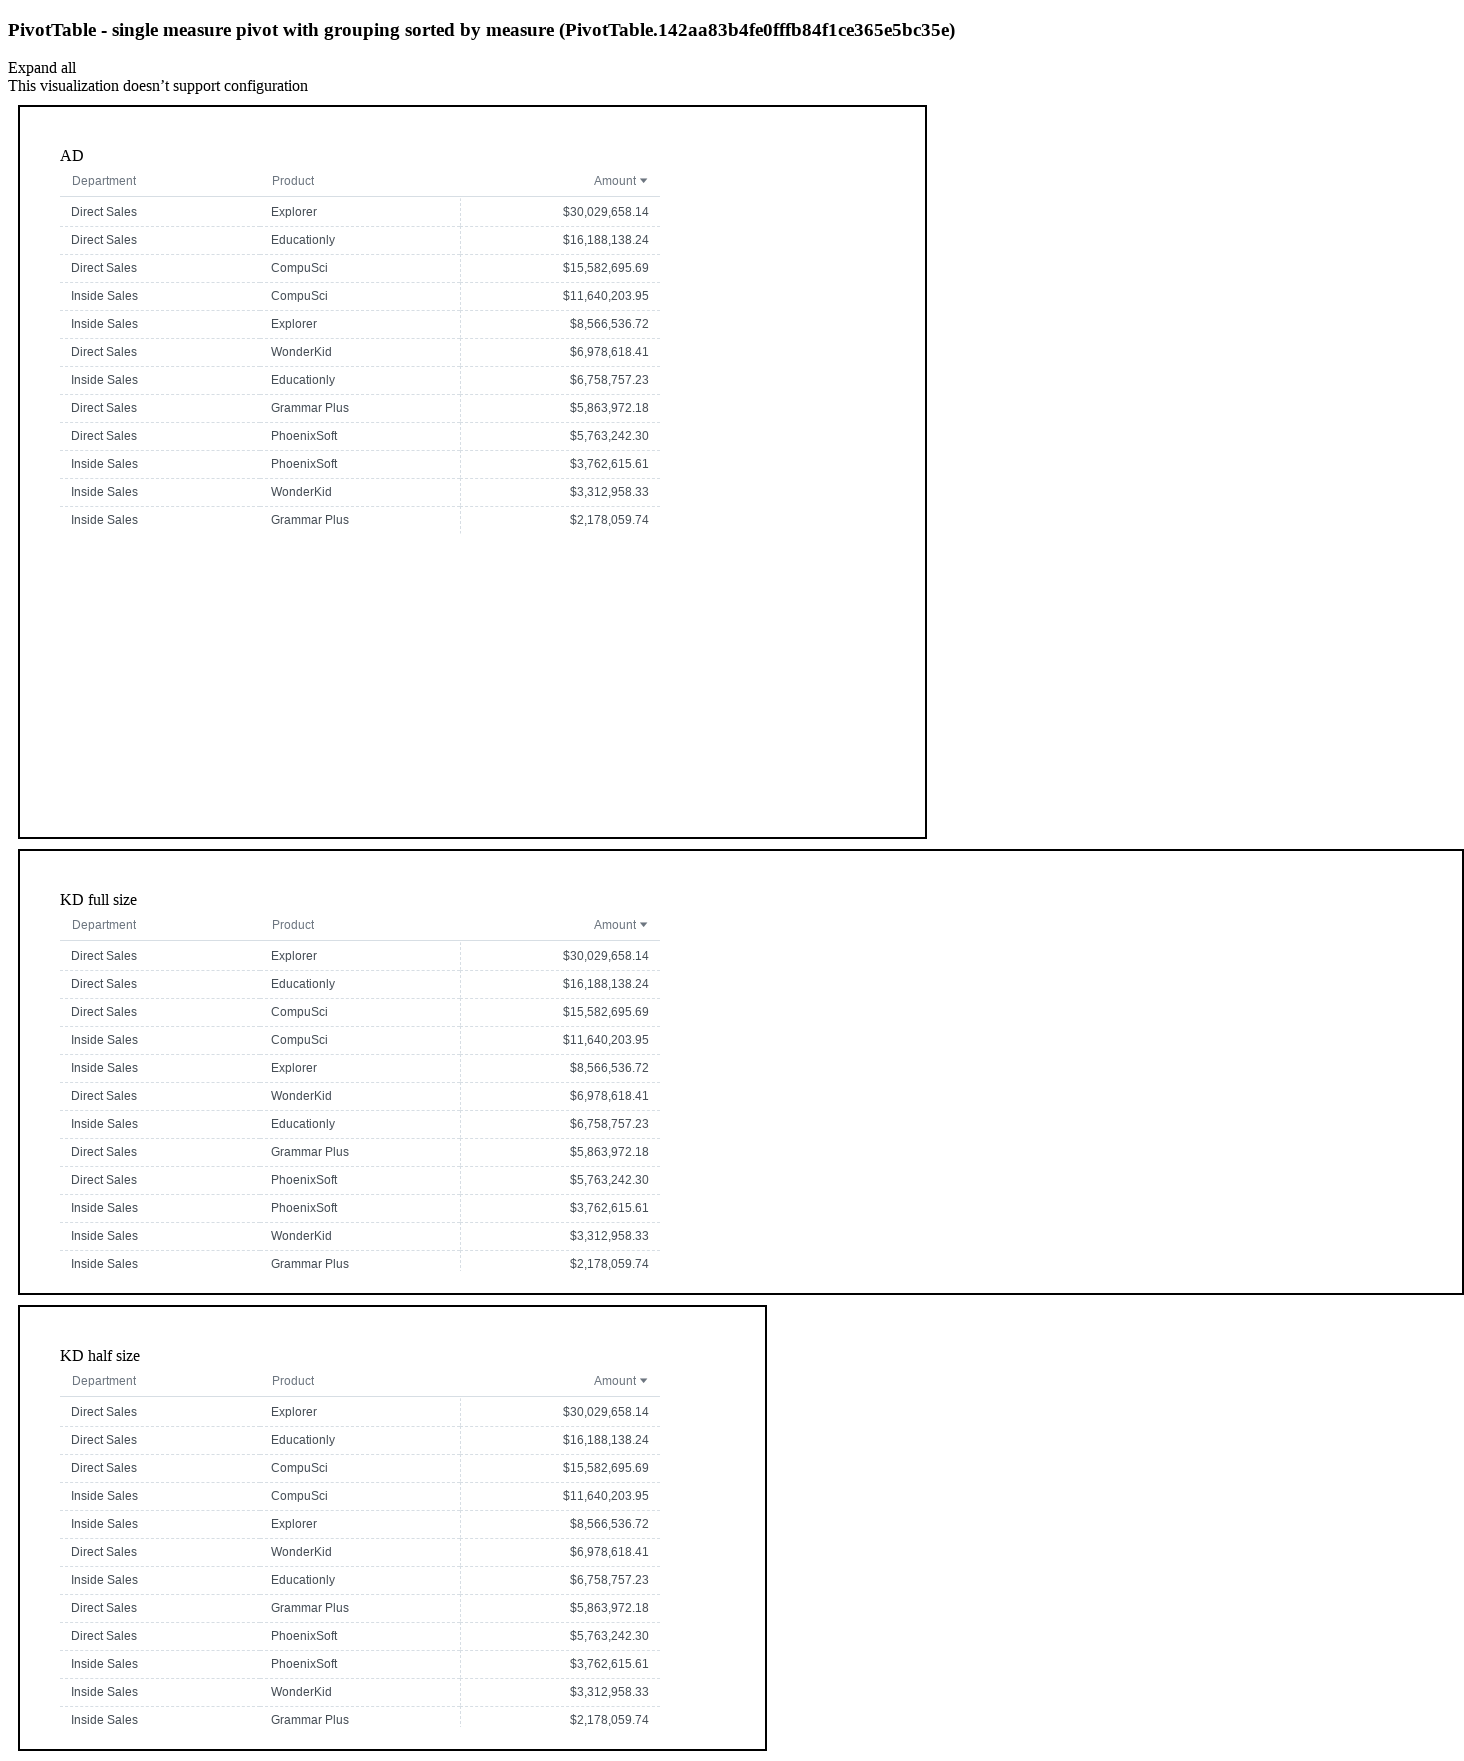 PivotTable - single measure pivot with grouping sorted by measure (PivotTable.142aa83b4fe0fffb84f1ce365e5bc35e)
Expand all
This visualization doesn’t support configuration
AD
Department Product Amount
Direct Sales Explorer $30,029,658.14
Direct Sales Educationly $16,188,138.24
Direct Sales CompuSci $15,582,695.69
Inside Sales CompuSci $11,640,203.95
Inside Sales Explorer $8,566,536.72
Direct Sales WonderKid $6,978,618.41
Inside Sales Educationly $6,758,757.23
Direct Sales Grammar Plus $5,863,972.18
Direct Sales PhoenixSoft $5,763,242.30
Inside Sales PhoenixSoft $3,762,615.61
Inside Sales WonderKid $3,312,958.33
Inside Sales Grammar Plus $2,178,059.74
KD full size
Department Product Amount
Direct Sales Explorer $30,029,658.14
Direct Sales Educationly $16,188,138.24
Direct Sales CompuSci $15,582,695.69
Inside Sales CompuSci $11,640,203.95
Inside Sales Explorer $8,566,536.72
Direct Sales WonderKid $6,978,618.41
Inside Sales Educationly $6,758,757.23
Direct Sales Grammar Plus $5,863,972.18
Direct Sales PhoenixSoft $5,763,242.30
Inside Sales PhoenixSoft $3,762,615.61
Inside Sales WonderKid $3,312,958.33
Inside Sales Grammar Plus $2,178,059.74
KD half size
Department Product Amount
Direct Sales Explorer $30,029,658.14
Direct Sales Educationly $16,188,138.24
Direct Sales CompuSci $15,582,695.69
Inside Sales CompuSci $11,640,203.95
Inside Sales Explorer $8,566,536.72
Direct Sales WonderKid $6,978,618.41
Inside Sales Educationly $6,758,757.23
Direct Sales Grammar Plus $5,863,972.18
Direct Sales PhoenixSoft $5,763,242.30
Inside Sales PhoenixSoft $3,762,615.61
Inside Sales WonderKid $3,312,958.33
Inside Sales Grammar Plus $2,178,059.74